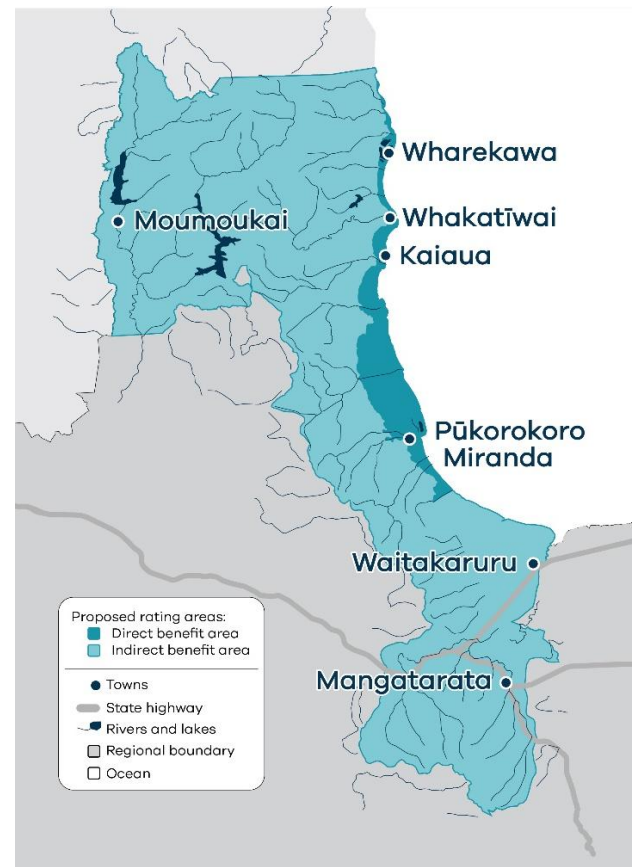 Wharekawa
Moumoukai
Whakatīwai
Kaiaua
Pūkorokoro
Miranda
Waitakaruru
Mangatarata
Proposed rating areas:
Direct benefit area
Indirect benefit area
Towns
State highway
Rivers and lakes
Regional boundary
Ocean